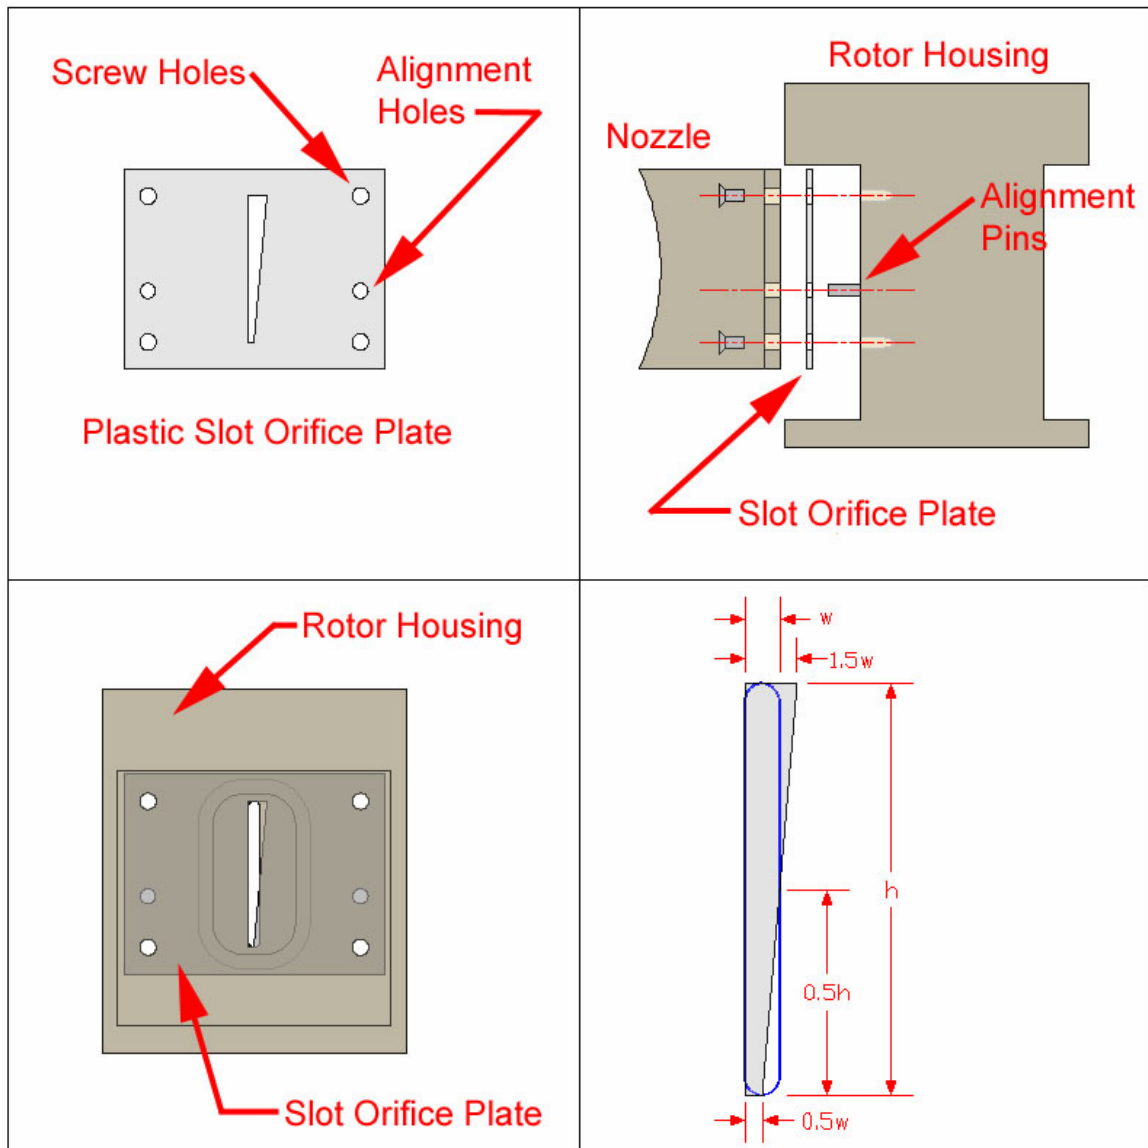 Screw Holes
Alignment
Holes
Plastic Slot Orifice Plate
Rotor Housing
Nozzle
Alignment
Pins
Slot Orifice Plate
Rotor Housing
Slot Orifice Plate
w
1.5w
h
0.5h
0.5w